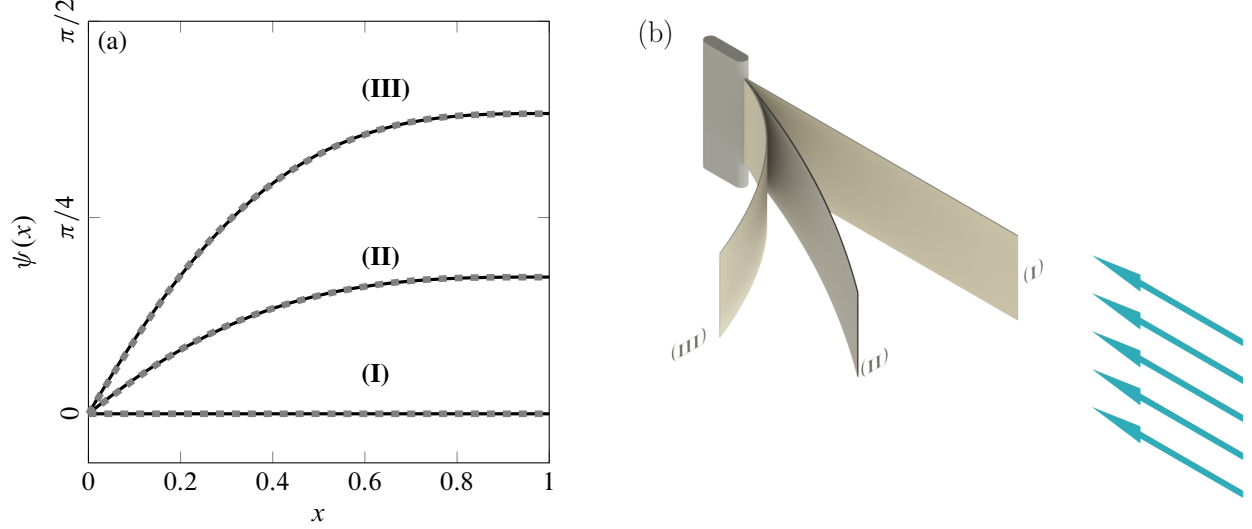 (a)
π/2
π/4
0
ψ(x)
(III)
(II)
(I)
0 0.2 0.4 0.6 0.8 1
x
(b)
(I)
(II)
(III)